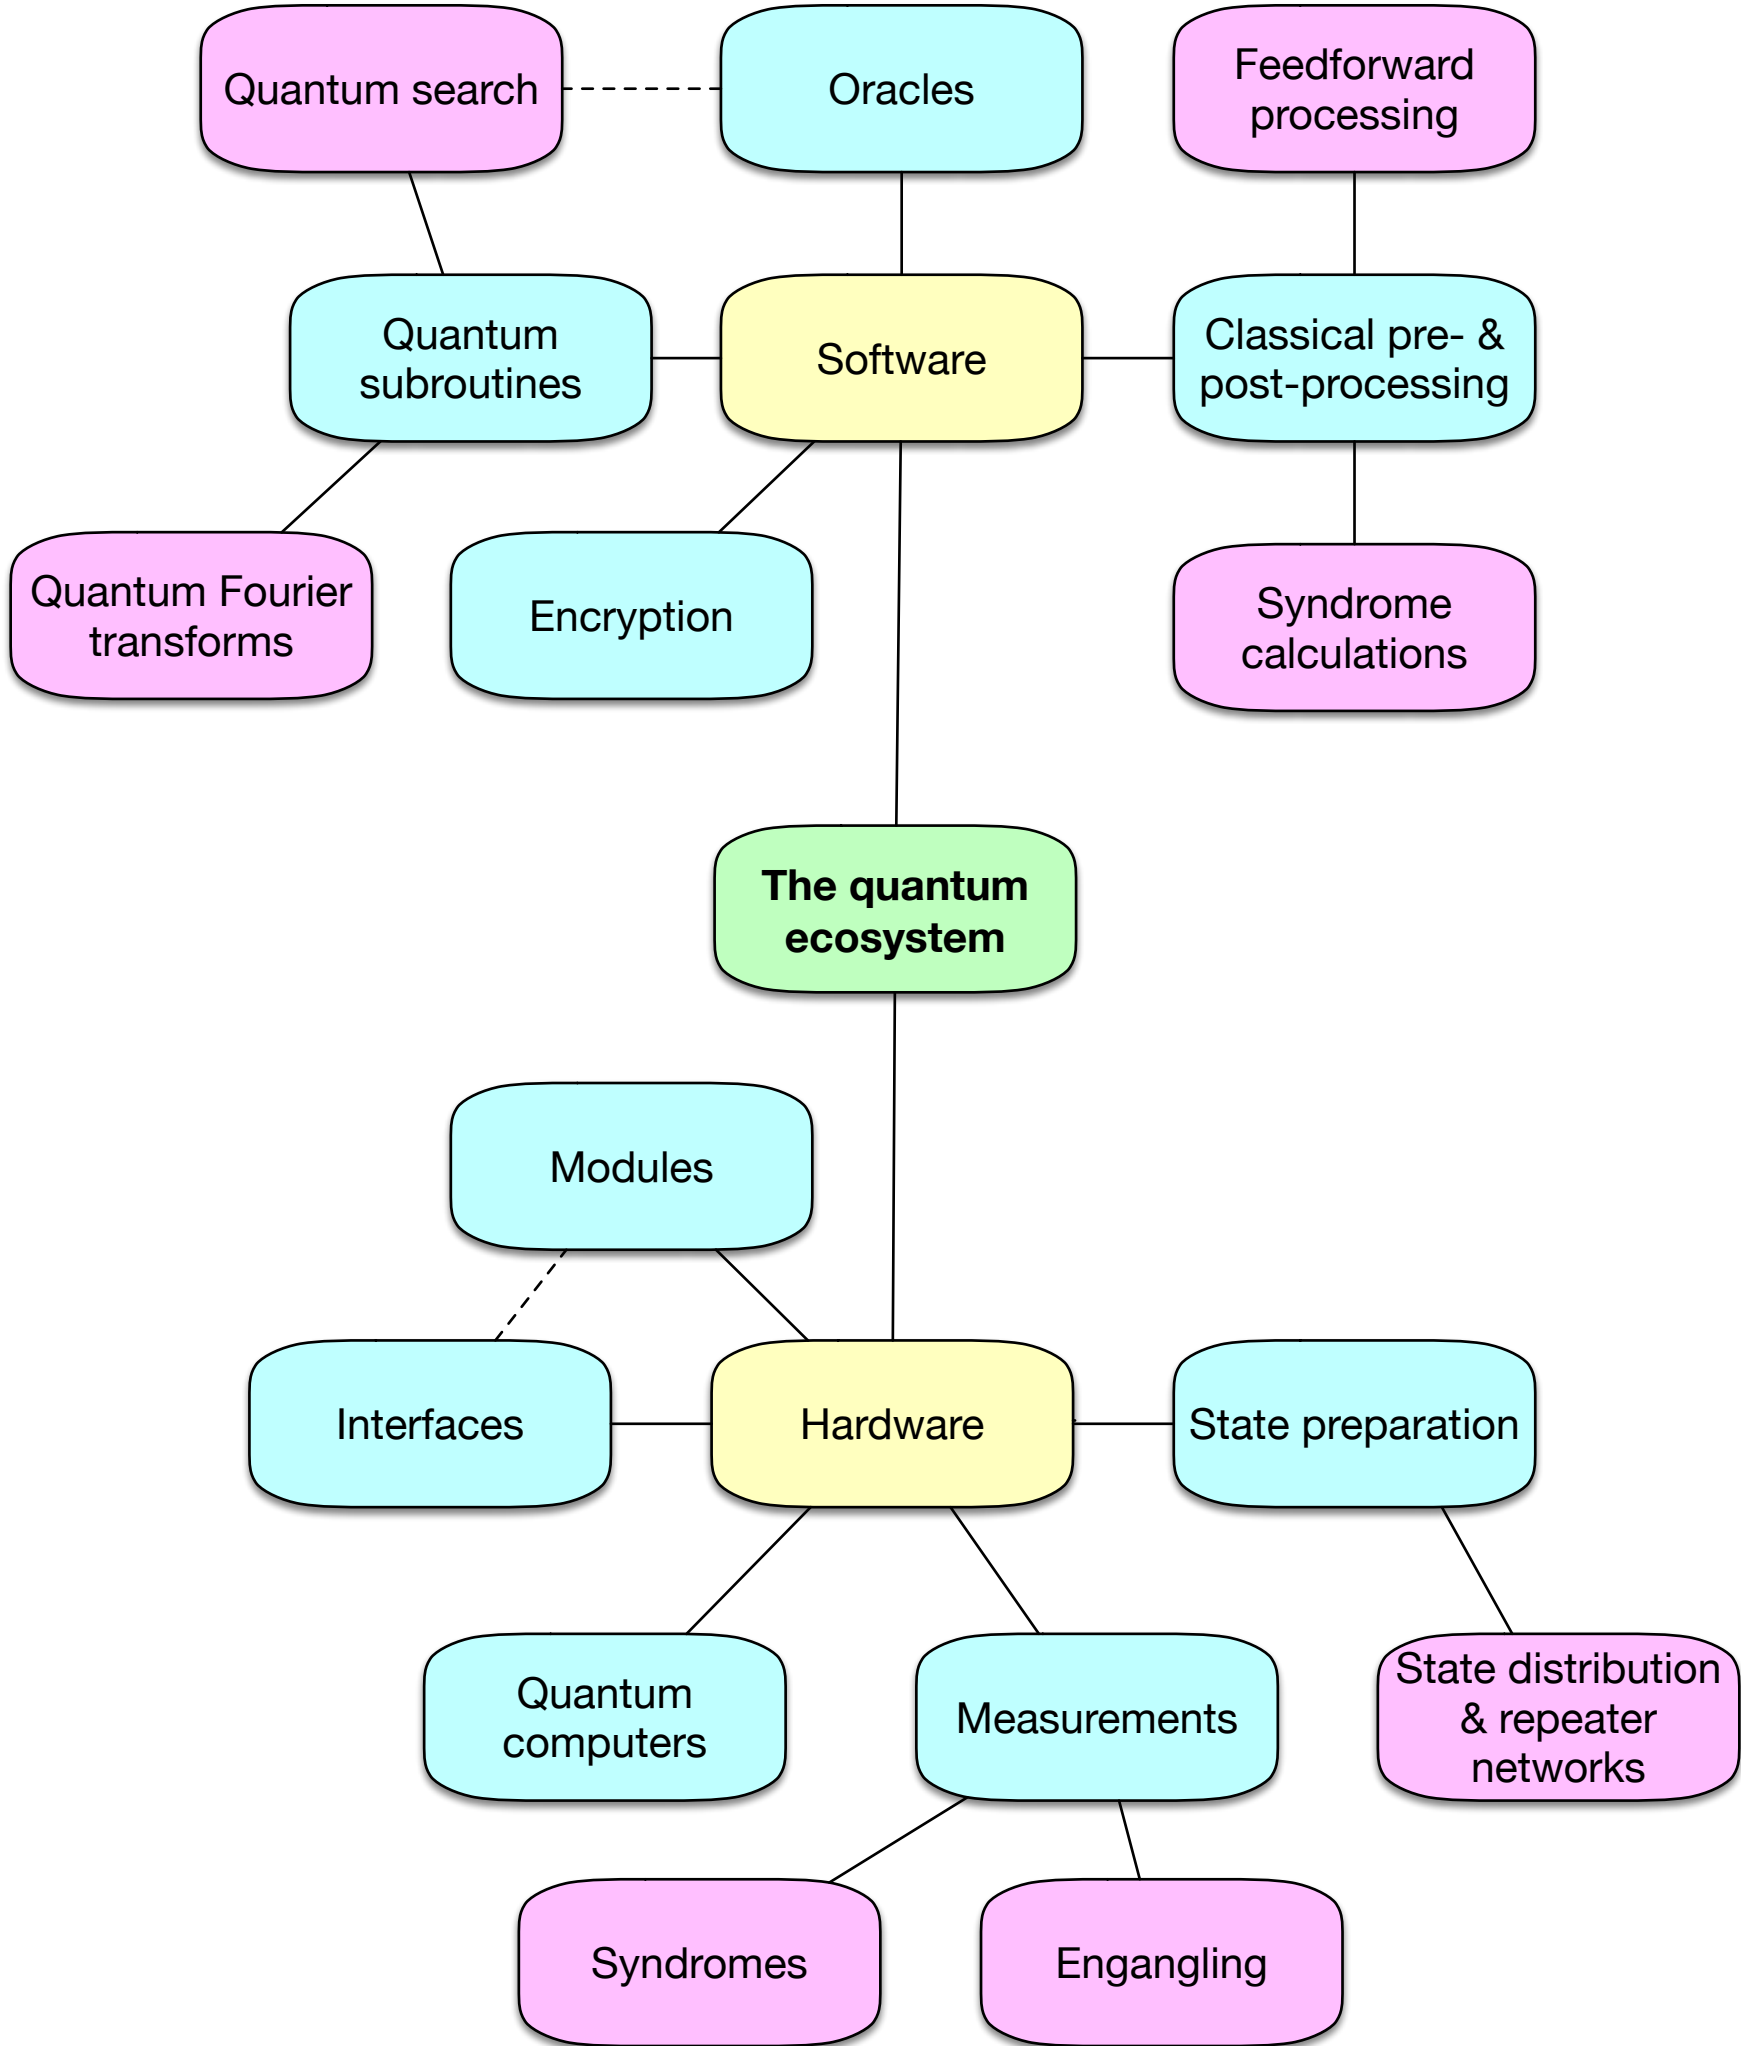 Quantum search
Oracles
Feedforward
processing
Quantum
subroutines
Software
Classical pre- &
post-processing
Quantum Fourier
transforms
Encryption
Syndrome
calculations
The quantum
ecosystem
Modules
Interfaces
Hardware
State preparation
Quantum
computers
Measurements
State distribution
& repeater
networks
Syndromes
Engangling